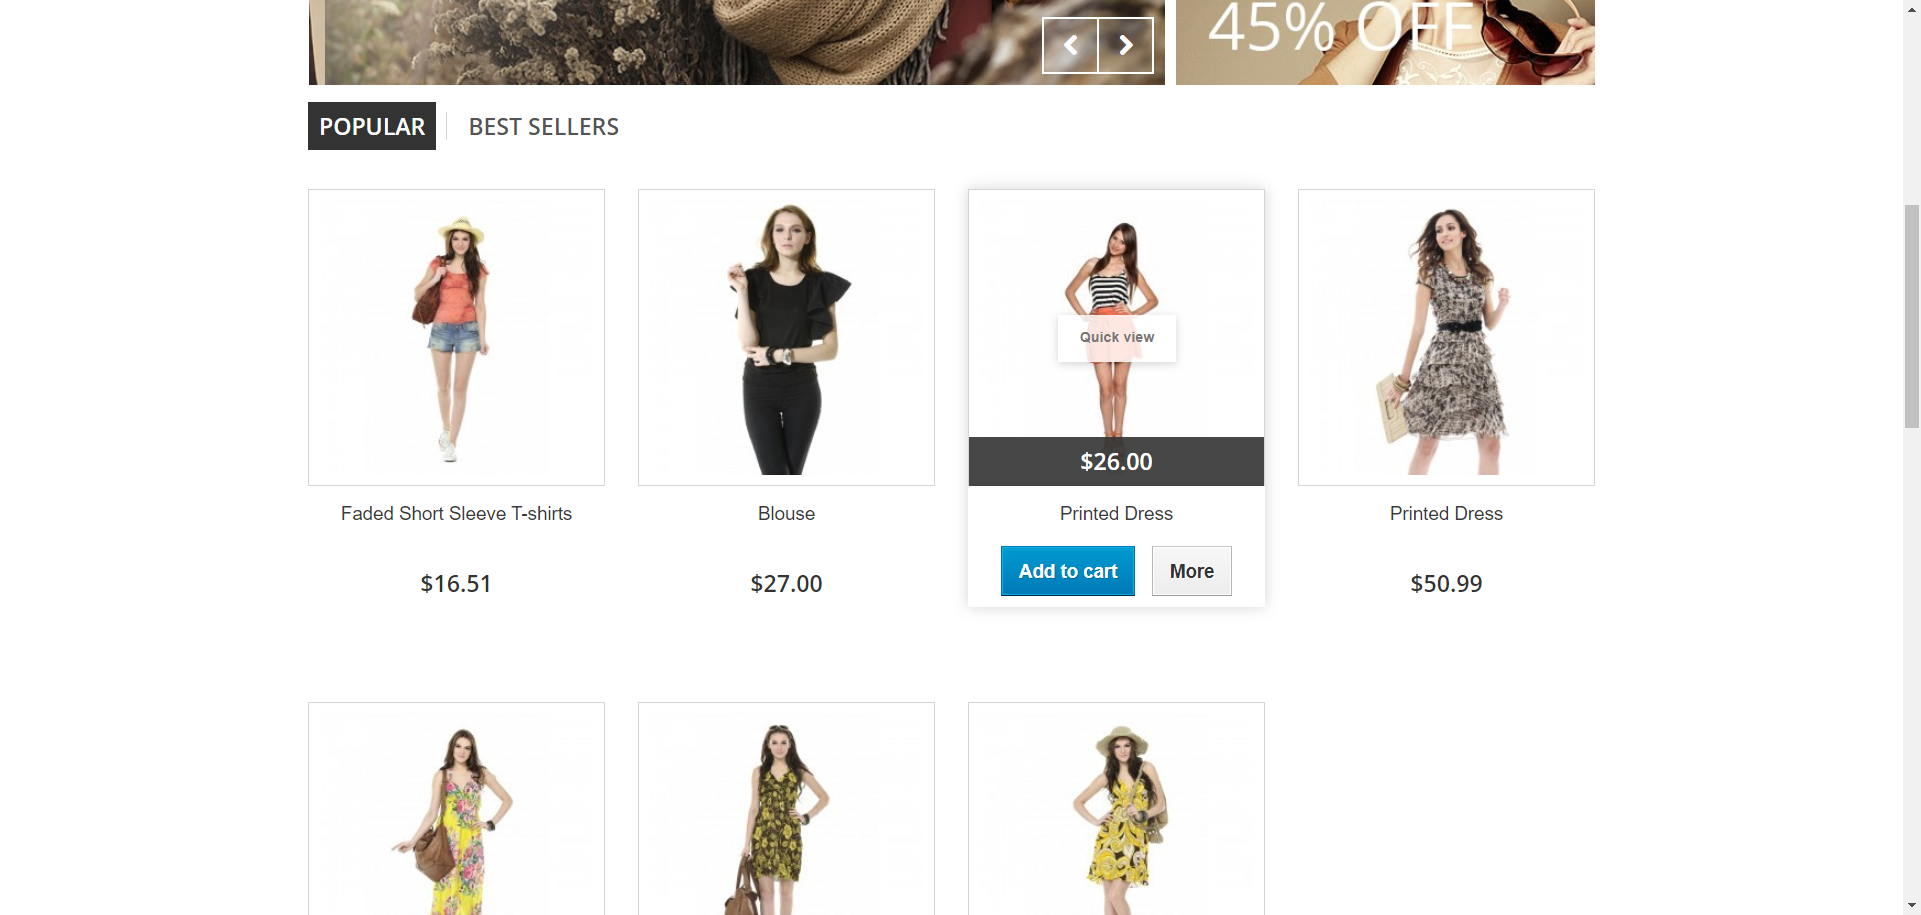 45% OFF
POPULAR
BEST SELLERS
Quick view
$26.00
Faded Short Sleeve T-shirts
Blouse
Printed Dress
Printed Dress
$16.51
$27.00
Add to cart
More
$50.99